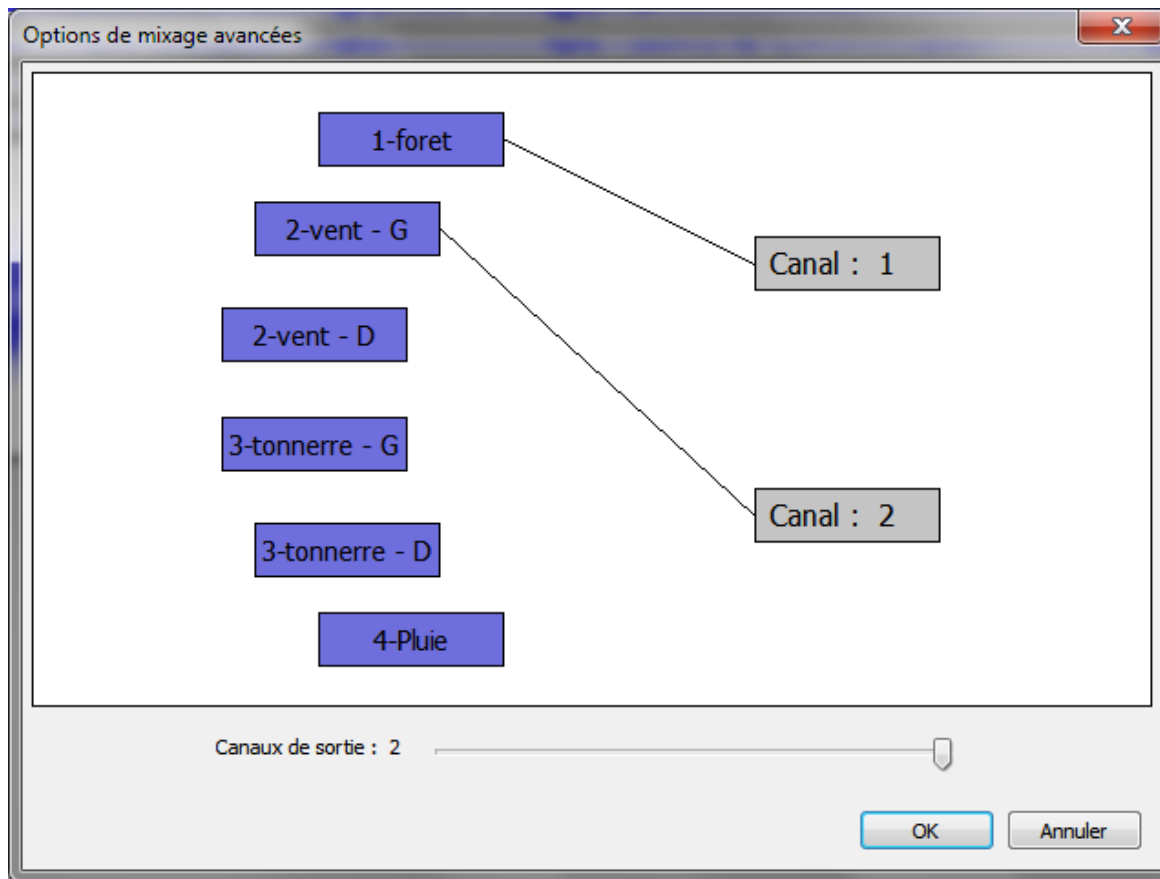 Options de mixage avancées
1-foret
2-vent - G
Canal : 1
2-vent - D
3-tonnerre - G
Canal : 2
3-tonnerre - D
4-Pluie
Canaux de sortie : 2
OK
Annuler